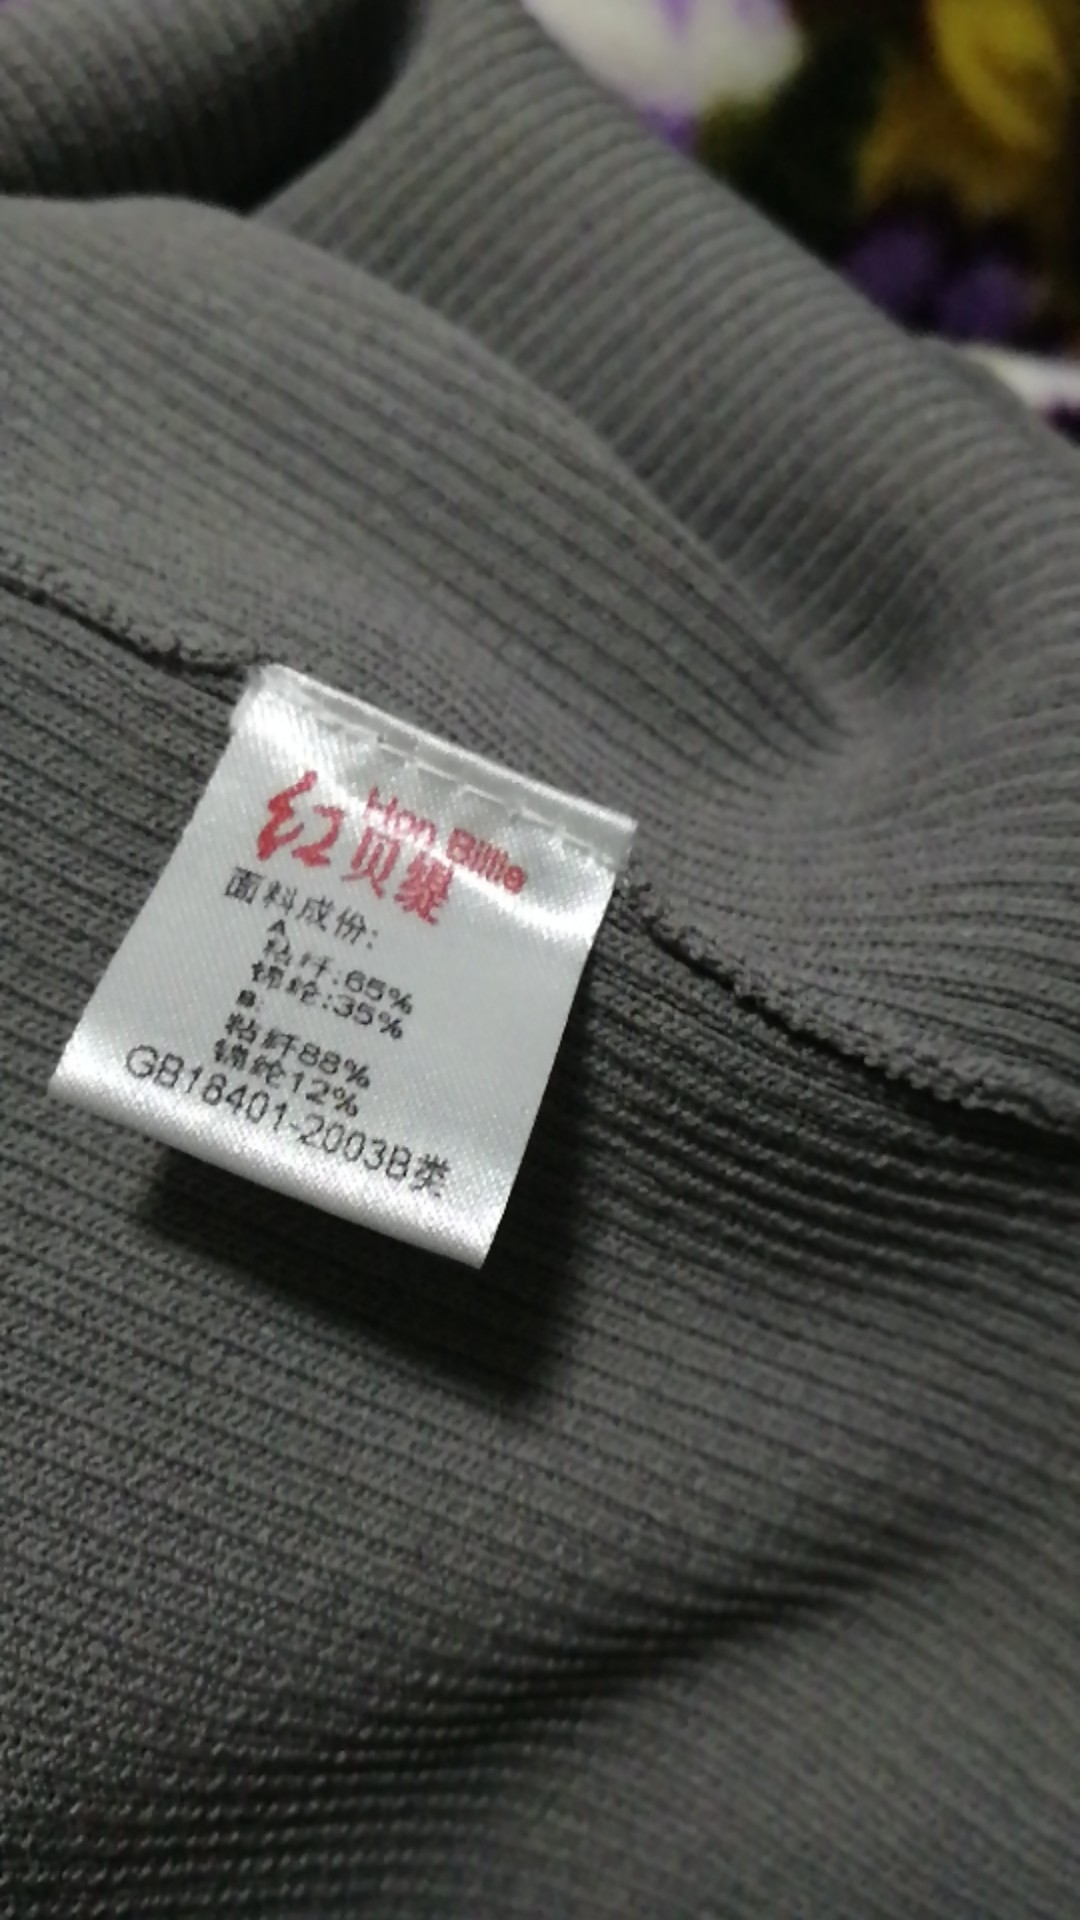 Hon Billie
红贝缇
面料成份:
A:
粘纤:65%
锦纶:35%
B:
粘纤88%
锦纶12%
GB18401-2003B类